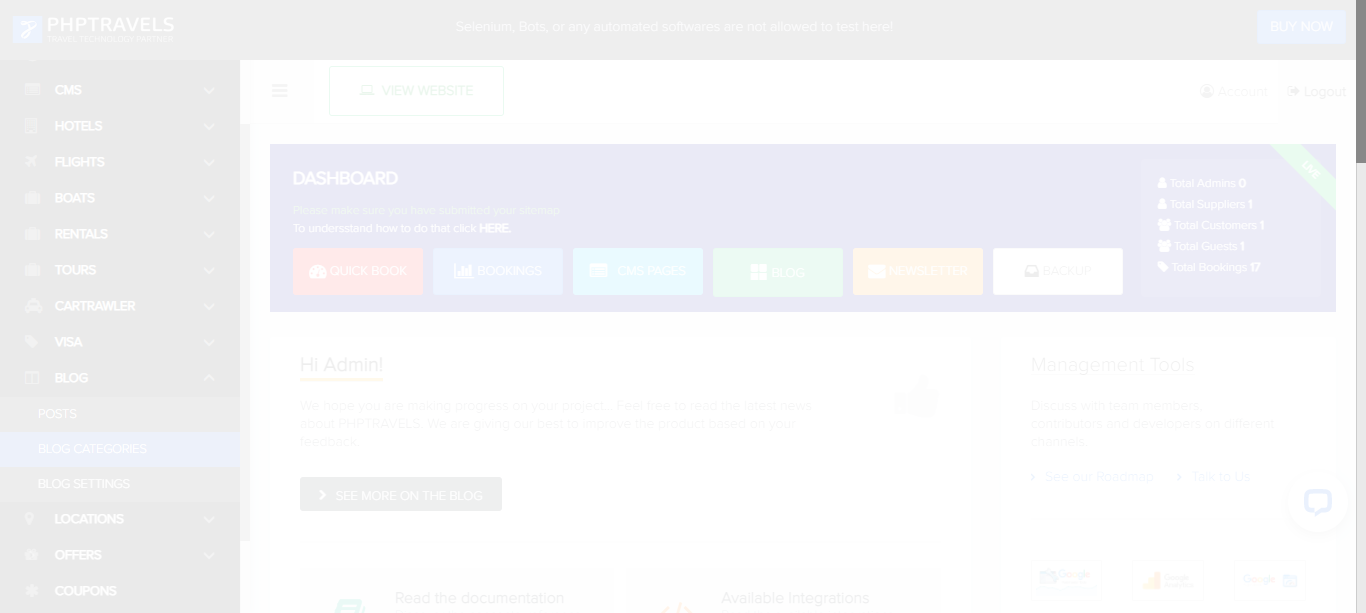 PHPTRAVELS
TRAVEL TECHNOLOGY PARTNER
Selenium, Bots, or any automated softwares are not allowed to test here!
BUY NOW
CMS
HOTELS
FLIGHTS
BOATS
RENTALS
TOURS
CARTRAWLER
VISA
BLOG
POSTS
BLOG CATEGORIES
BLOG SETTINGS
LOCATIONS
OFFERS
COUPONS
VIEW WEBSITE
Account
Logout
DASHBOARD
Please make sure you have submitted your sitemap
To undersstand how to do that click HERE.
QUICK BOOK
BOOKINGS
CMS PAGES
BLOG
NEWSLETTER
BACKUP
LIVE
Total Admins 0
Total Suppliers 1
Total Customers 1
Total Guests 1
Total Bookings 17
Hi Admin!
We hope you are making progress on your project... Feel free to read the latest news
about PHPTRAVELS. We are giving our best to improve the product based on your
feedback.
SEE MORE ON THE BLOG
Read the documentation
Available Integrations
Management Tools
Discuss with team members,
contributors and developers on different
channels.
See our Roadmap
Talk to Us
Google
Google
Google